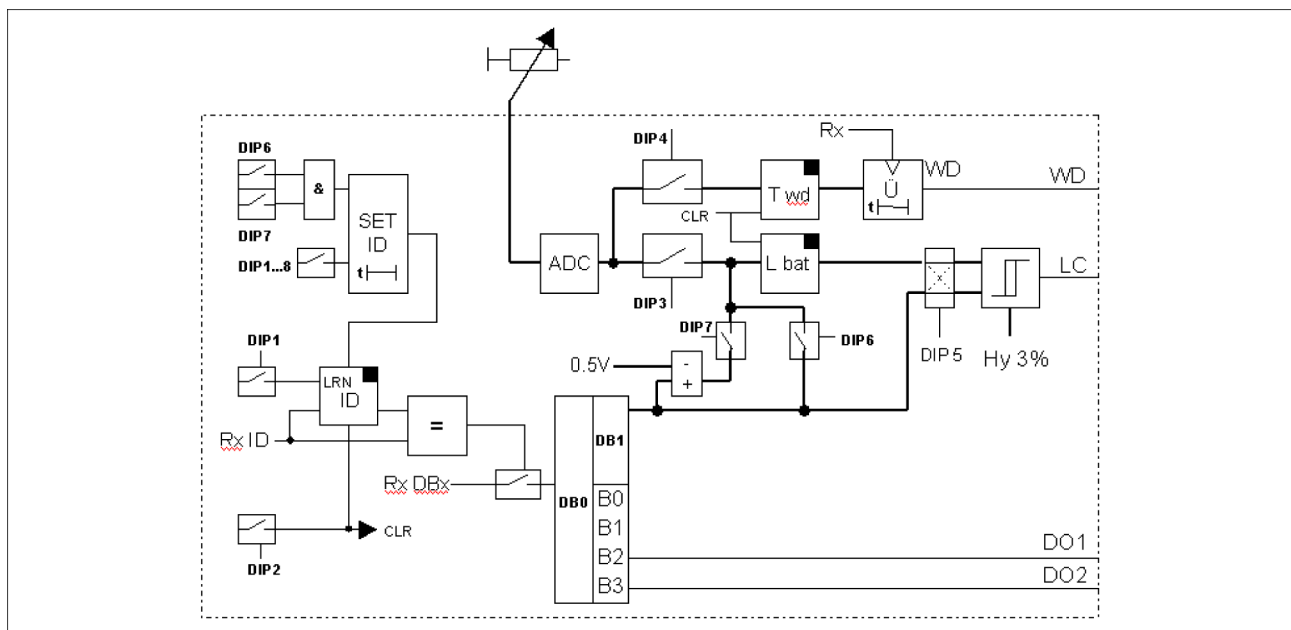 DIP6
&
DIP7
SET
ID
t
DIP1...8
DIP1
LRN
ID
Rx ID
=
Rx DBx
CLR
DIP2
DIP4
Rx
T wd
Ü
t
WD
WD
CLR
ADC
L bat
DIP3
DIP7
DIP6
0.5V
-
+
x
LC
DIP5
Hy 3%
DB0
DB1
B0
B1
B2
B3
DO1
DO2